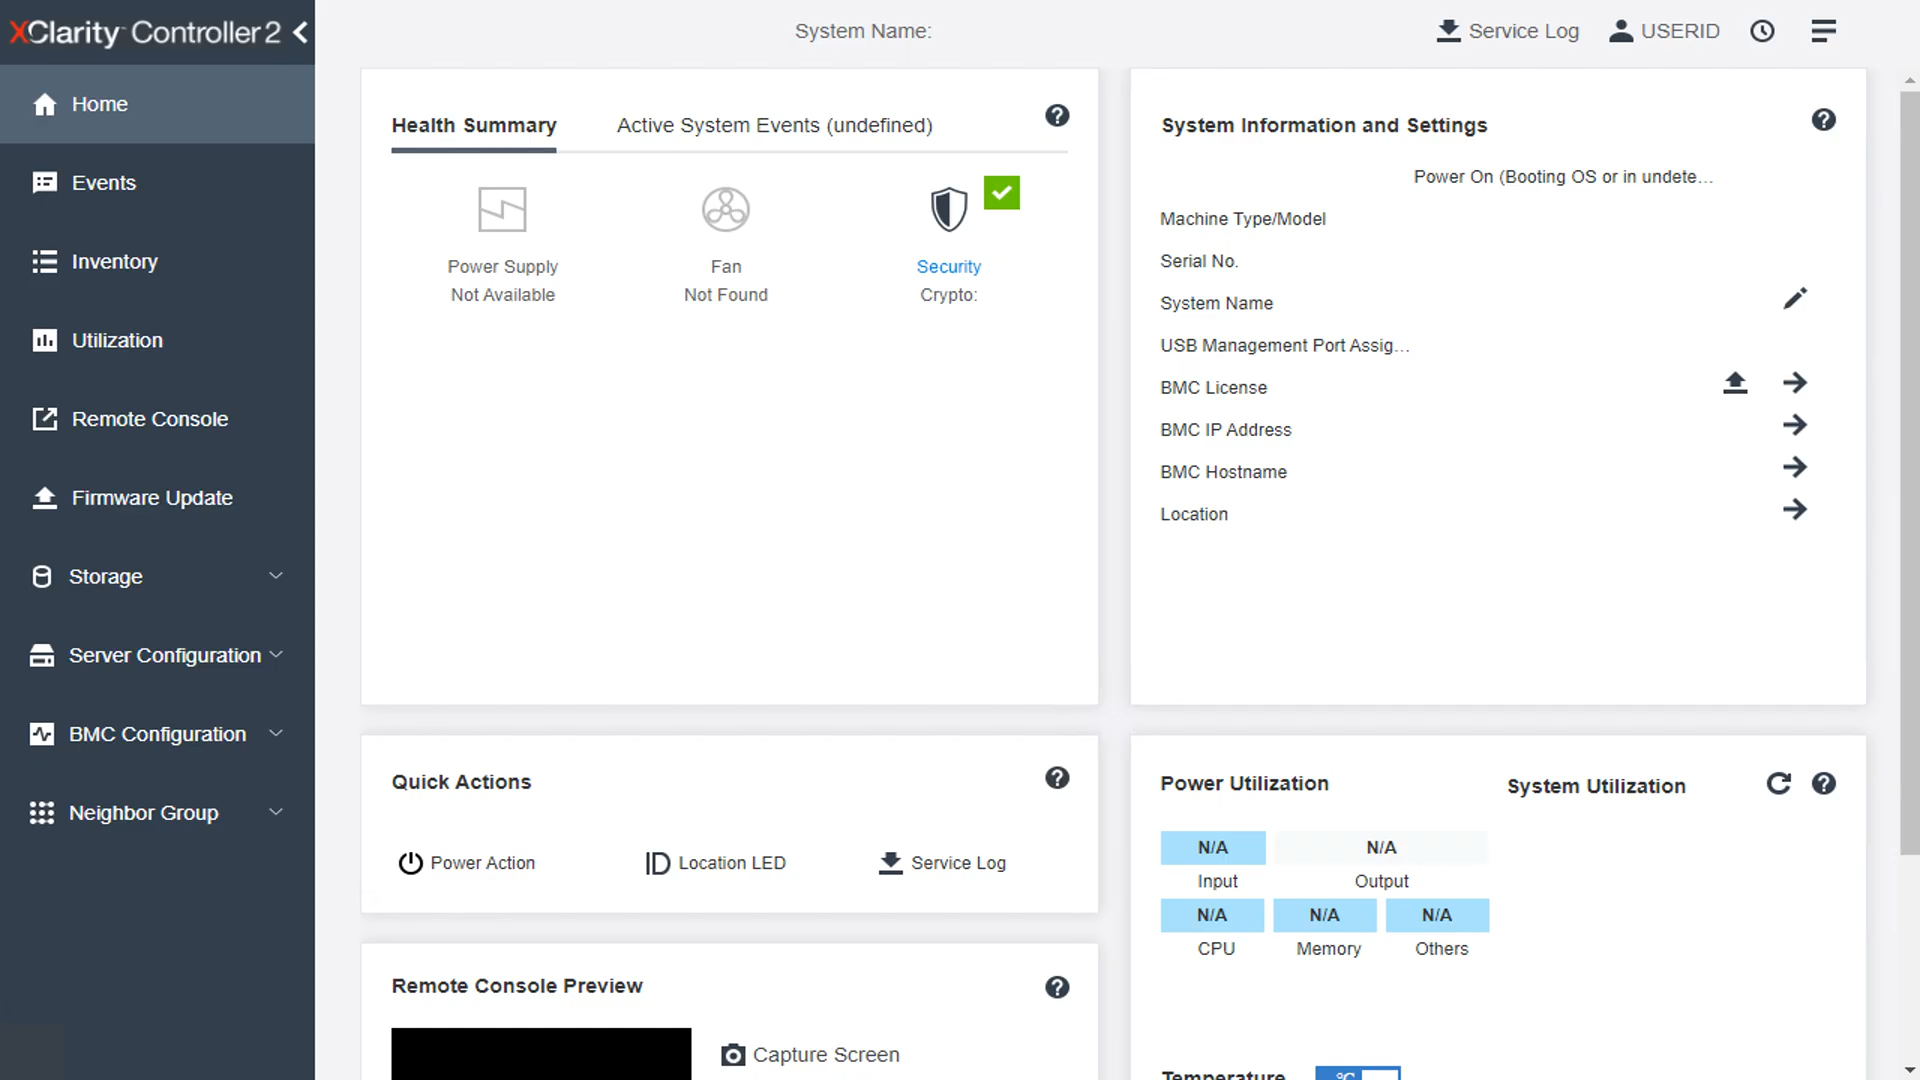 XClarity Controller 2
System Name:
Service Log
USERID
Home
Events
Inventory
Utilization
Remote Console
Firmware Update
Storage
Server Configuration
BMC Configuration
Neighbor Group
Health Summary
Active System Events (undefined)
Power Supply
Not Available
Fan
Not Found
Security
Crypto:
System Information and Settings
Power On (Booting OS or in undete...
Machine Type/Model
Serial No.
System Name
USB Management Port Assig...
BMC License
BMC IP Address
BMC Hostname
Location
Quick Actions
Power Action
ID Location LED
Service Log
Remote Console Preview
Capture Screen
Power Utilization
System Utilization
N/A N/A
Input Output
N/A N/A N/A
CPU Memory Others
Temperature °C